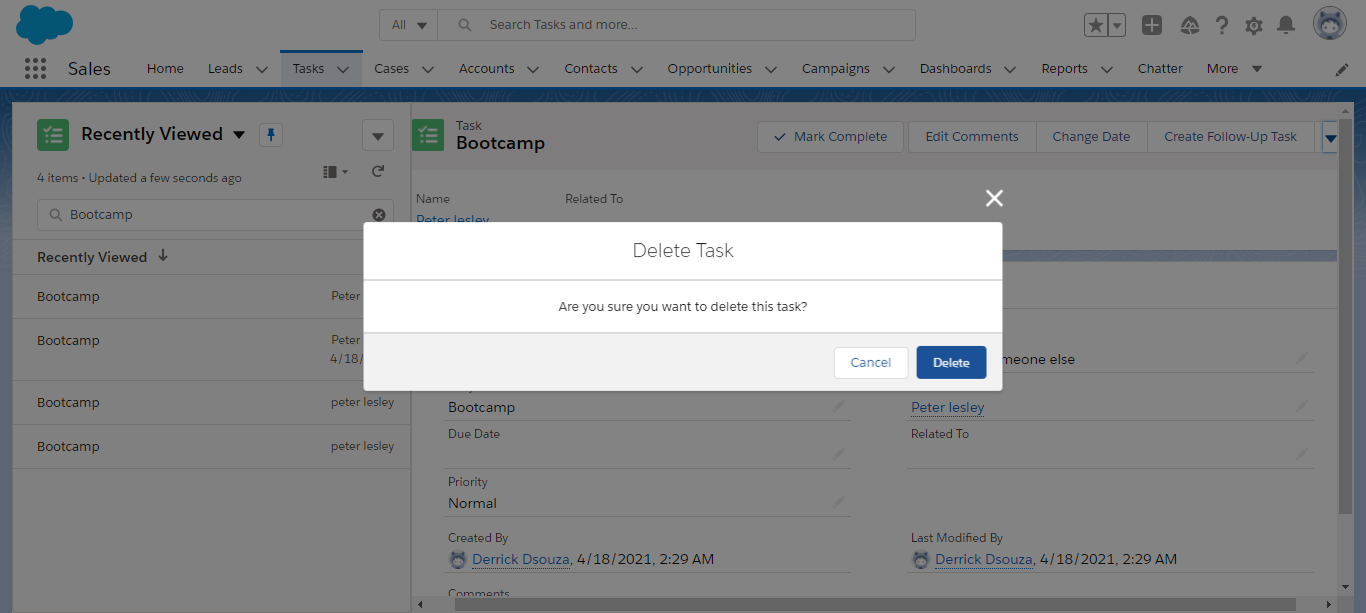 All
Search Tasks and more...
Sales
Home
Leads
Tasks
Cases
Accounts
Contacts
Opportunities
Campaigns
Dashboards
Reports
Chatter
More
Recently Viewed
4 items • Updated a few seconds ago
Bootcamp
Recently Viewed
Bootcamp
Peter
Bootcamp
Peter
4/18/
Bootcamp
peter lesley
Bootcamp
peter lesley
Task
Bootcamp
Mark Complete
Edit Comments
Change Date
Create Follow-Up Task
Name
Related To
Peter lesley
Delete Task
Are you sure you want to delete this task?
Cancel
Delete
meone else
Bootcamp
Peter lesley
Due Date
Related To
Priority
Normal
Created By
Derrick Dsouza, 4/18/2021, 2:29 AM
Last Modified By
Derrick Dsouza, 4/18/2021, 2:29 AM
Comments